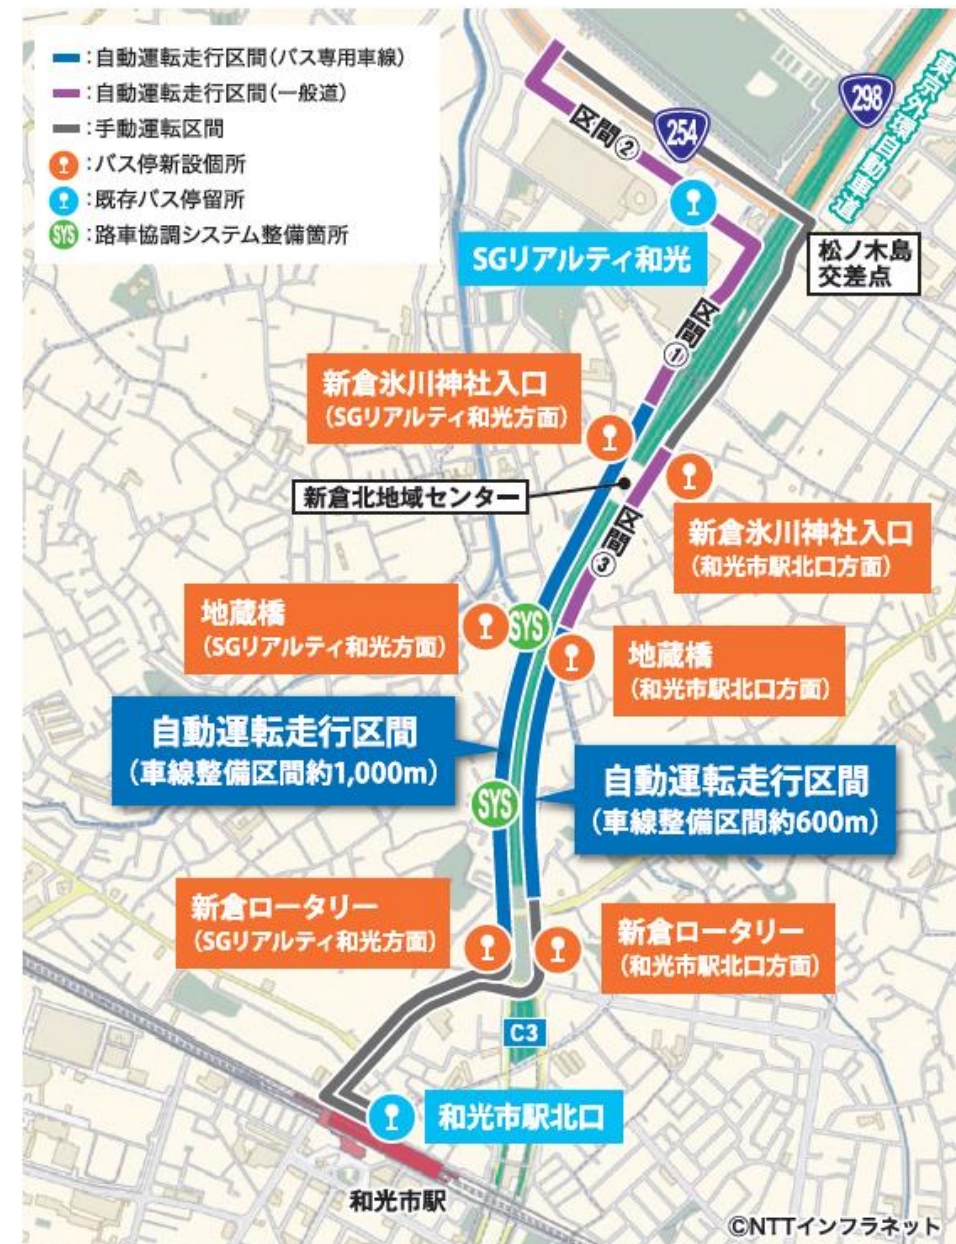 ：自動運転走行区間（バス専用車線）
：自動運転走行区間（一般道）
：手動運転区間
：バス停新設個所
：既存バス停留所
SYS：路車協調システム整備箇所
298
東京外環自動車道
254
区間②
SGリアルティ和光
松ノ木島
交差点
区間①
新倉氷川神社入口
（SGリアルティ和光方面）
新倉北地域センター
新倉氷川神社入口
（和光市駅北口方面）
区間③
地蔵橋
（SGリアルティ和光方面）
SYS
地蔵橋
（和光市駅北口方面）
自動運転走行区間
（車線整備区間約1,000m）
SYS
自動運転走行区間
（車線整備区間約600m）
新倉ロータリー
（SGリアルティ和光方面）
新倉ロータリー
（和光市駅北口方面）
C3
和光市駅北口
和光市駅
©NTTインフラネット